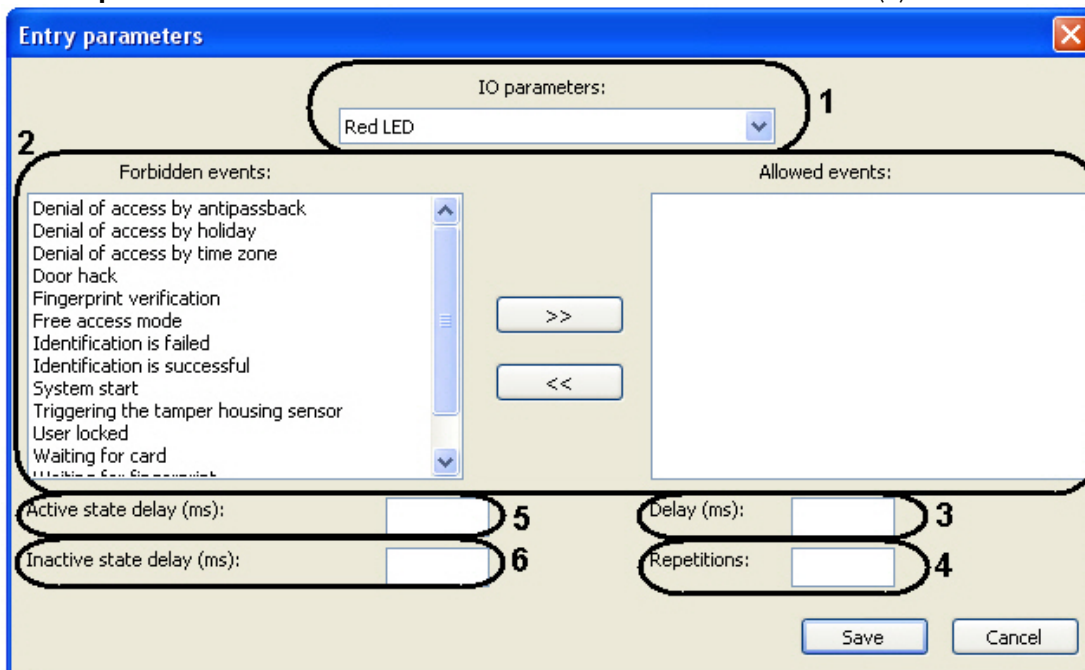 Entry parameters
IO parameters:
1
Red LED
2
Forbidden events:
Allowed events:
Denial of access by antipassback
Denial of access by holiday
Denial of access by time zone
Door hack
Fingerprint verification
Free access mode
>>
Identification is failed
Identification is successful
<<
System start
Triggering the tamper housing sensor
User locked
Waiting for card
Active state delay (ms):
5
Delay (ms):
3
Inactive state delay (ms):
6
Repetitions:
4
Save
Cancel